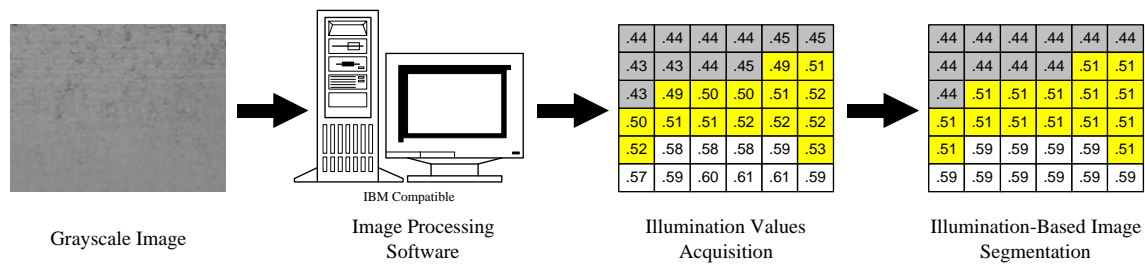 .44 .44 .44 .44 .45 .45
.43 .43 .44 .45 .49 .51
.43 .49 .50 .50 .51 .52
.50 .51 .51 .52 .52 .52
.52 .58 .58 .58 .59 .53
.57 .59 .60 .61 .61 .59
.44 .44 .44 .44 .44 .44
.44 .44 .44 .44 .51 .51
.44 .51 .51 .51 .51 .51
.51 .51 .51 .51 .51 .51
.51 .59 .59 .59 .59 .51
.59 .59 .59 .59 .59 .59
IBM Compatible
Grayscale Image
Image Processing
Software
Illumination Values
Acquisition
Illumination-Based Image
Segmentation